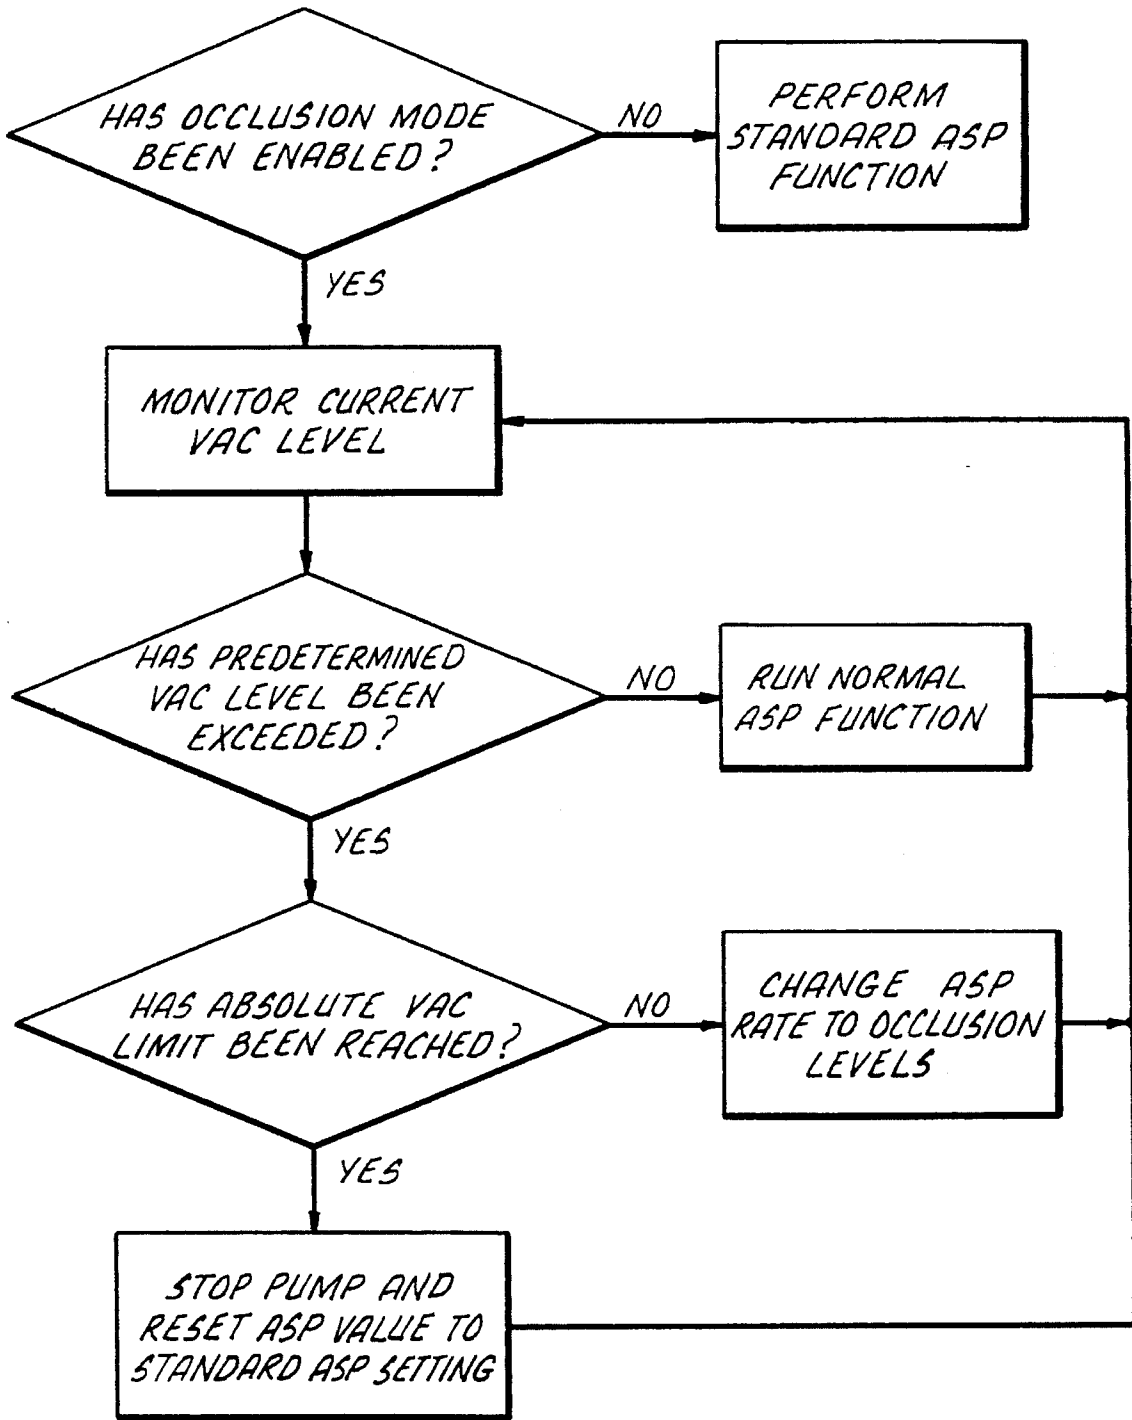 HAS OCCLUSION MODE
BEEN ENABLED?
NO
PERFORM
STANDARD ASP
FUNCTION
YES
MONITOR CURRENT
VAC LEVEL
HAS PREDETERMINED
VAC LEVEL BEEN
EXCEEDED?
NO
RUN NORMAL
ASP FUNCTION
YES
HAS ABSOLUTE VAC
LIMIT BEEN REACHED?
NO
CHANGE ASP
RATE TO OCCLUSION
LEVELS
YES
STOP PUMP AND
RESET ASP VALUE TO
STANDARD ASP SETTING